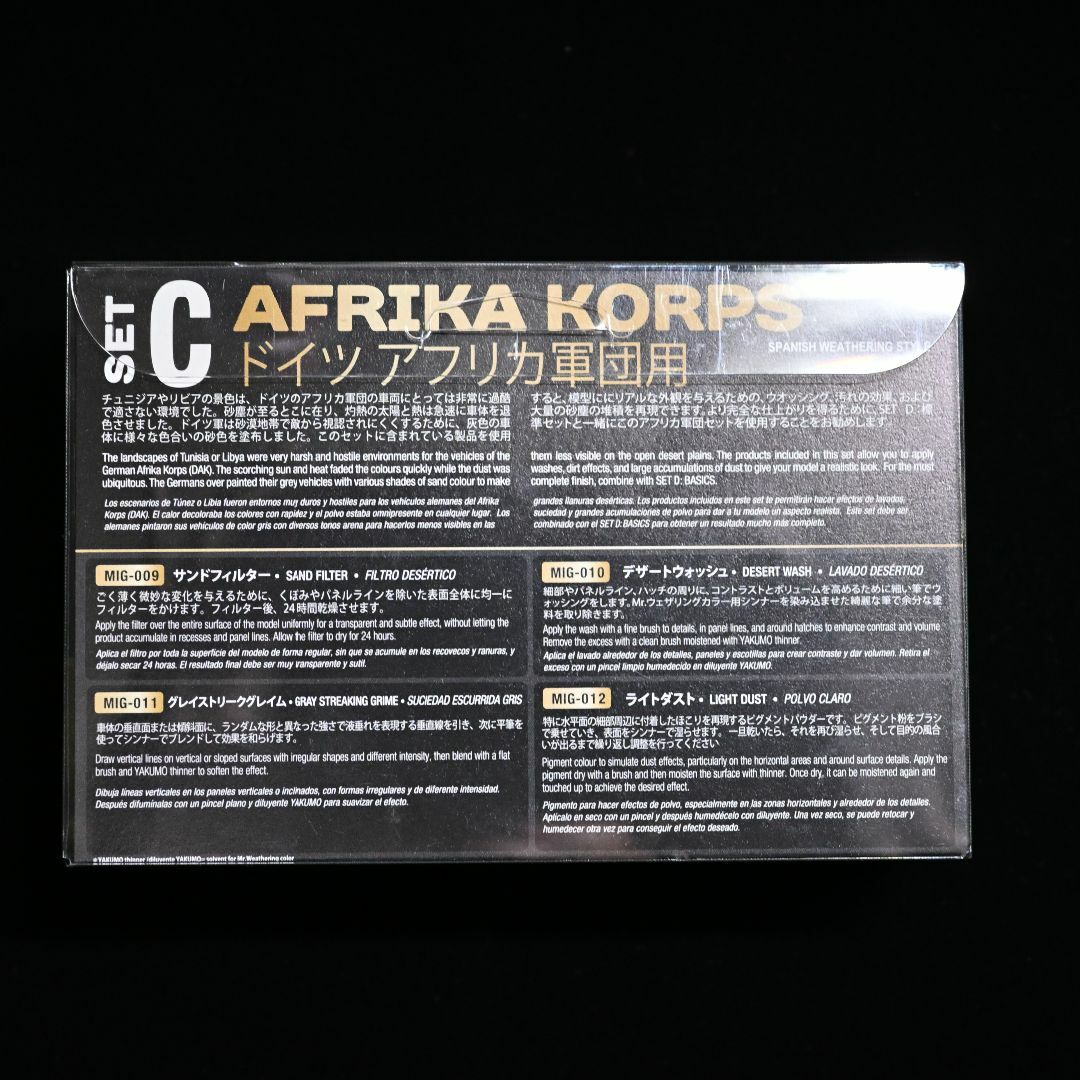 SET C
AFRIKA KORPS
ドイツ アフリカ軍団用
SPANISH WEATHERING STYLE
チュニジアやリビアの景色は、ドイツのアフリカ軍団の車両にとっては非常に過酷
で適さない環境でした。砂塵が至るとこに在り、灼熱の太陽と熱は急速に車体を退
色させました。ドイツ軍は砂漠地帯で敵から視認されにくくするために、灰色の車
体に様々な色合いの砂色を塗布しました。このセットに含まれている製品を使用
すると、模型ににリアルな外観を与えるための、ウオッシング、汚れの効果、および
大量の砂塵の堆積を再現できます。より完全な仕上がりを得るために、SET D:標
準セットと一緒にこのアフリカ軍団セットを使用することをお勧めします。
The landscapes of Tunisia or Libya were very harsh and hostile environments for the vehicles of the
German Afrika Korps (DAK). The scorching sun and heat faded the colours quickly while the dust was
ubiquitous. The Germans over painted their grey vehicles with various shades of sand colour to make
them less visible on the open desert plains. The products included in this set allow you to apply
washes, dirt effects, and large accumulations of dust to give your model a realistic look. For the most
complete finish, combine with SET D: BASICS.
Los escenarios de Túnez o Libia fueron entornos muy duros y hostiles para los vehículos alemanes del Afrika
Korps (DAK). El calor decoloraba los colores con rapidez y el polvo estaba omnipresente en cualquier lugar. Los
alemanes pintaron sus vehículos de color gris con diversos tonos arena para hacerlos menos visibles en las
grandes llanuras desérticas. Los productos incluidos en este set te permitirán hacer efectos de lavados,
suciedad y grandes acumulaciones de polvo para dar a tu modelo un aspecto realista. Este set debe ser
combinado con el SET D: BASICS para obtener un resultado mucho más completo.
MIG-009 サンドフィルター • SAND FILTER • FILTRO DESÉRTICO
ごく薄く微妙な変化を与えるために、くぼみやパネルラインを除いた表面全体に均一に
フィルターをかけます。フィルター後、24時間乾燥させます。
Apply the filter over the entire surface of the model uniformly for a transparent and subtle effect, without letting the
product accumulate in recesses and panel lines. Allow the filter to dry for 24 hours.
Aplica el filtro por toda la superficie del modelo de forma regular, sin que se acumule en los recovecos y ranuras, y
déjalo secar 24 horas. El resultado final debe ser muy transparente y sutil.
MIG-010 デザートウォッシュ • DESERT WASH • LAVADO DESÉRTICO
細部やパネルライン、ハッチの周りに、コントラストとボリュームを高めるために細い筆でウ
ォッシングをします。Mr.ウェザリングカラー用シンナーを染み込ませた綺麗な筆で余分な塗
料を取り除きます。
Apply the wash with a fine brush to details, in panel lines, and around hatches to enhance contrast and volume.
Remove the excess with a clean brush moistened with YAKUMO thinner.
Aplica el lavado alrededor de los detalles, paneles y escotillas para crear contraste y dar volumen. Retira el
exceso con un pincel limpio humedecido en diluyente YAKUMO.
MIG-011 グレイストリークグレイム • GRAY STREAKING GRIME • SUCIEDAD ESCURRIDA GRIS
車体の垂直面または傾斜面に、ランダムな形と異なった強さで液垂れを表現する垂直線を引き、次に平筆を
使ってシンナーでブレンドして効果を和らげます。
Draw vertical lines on vertical or sloped surfaces with irregular shapes and different intensity, then blend with a flat
brush and YAKUMO thinner to soften the effect.
Dibuja líneas verticales en los paneles verticales o inclinados, con formas irregulares y de diferente intensidad.
Después difumínalas con un pincel plano y diluyente YAKUMO para suavizar el efecto.
MIG-012 ライトダスト • LIGHT DUST • POLVO CLARO
特に水平面の細部周辺に付着したほこりを再現するピグメントパウダーです。ピグメント粉をブラシ
で乗せていき、表面をシンナーで湿らせます。一旦乾いたら、それを再び湿らせ、そして目的の風合
いが出るまで繰り返し調整を行ってください
Pigment colour to simulate dust effects, particularly on the horizontal areas and around surface details. Apply the
pigment dry with a brush and then moisten the surface with thinner. Once dry, it can be moistened again and
touched up to achieve the desired effect.
Pigmento para hacer efectos de polvo, especialmente en las zonas horizontales y alrededor de los detalles.
Aplícalo en seco con un pincel y después humedécelo con diluyente. Una vez seco, se puede retocar y
humedecer otra vez para conseguir el efecto deseado.
*YAKUMO thinner /diluyente YAKUMO= solvent for Mr.Weathering color